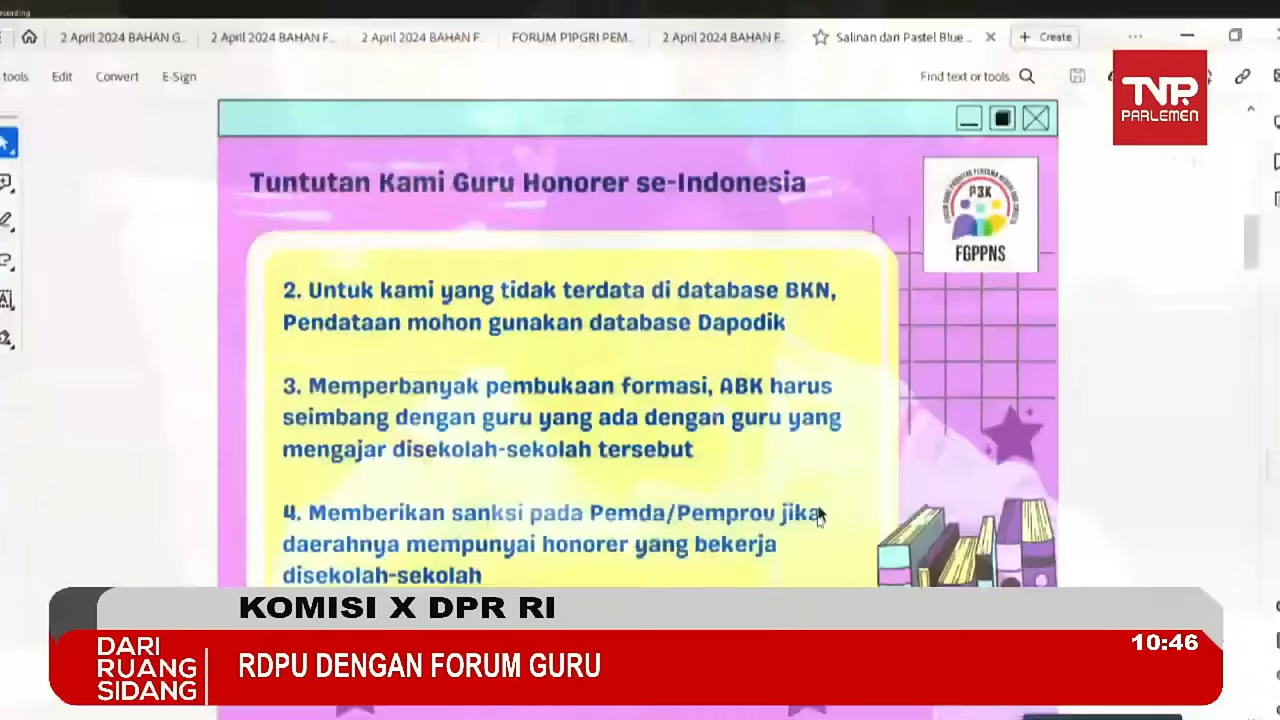 ecording
2 April 2024 BAHAN G...
2 April 2024 BAHAN F...
2 April 2024 BAHAN F...
FORUM P1PGRI PEM...
2 April 2024 BAHAN F...
Salinan dari Pastel Blue ...
+ Create
tools
Edit
Convert
E-Sign
Find text or tools
TVR
PARLEMEN
Tuntutan Kami Guru Honorer se-Indonesia
P3K
FGPPNS
2. Untuk kami yang tidak terdata di database BKN,
Pendataan mohon gunakan database Dapodik
3. Memperbanyak pembukaan formasi, ABK harus
seimbang dengan guru yang ada dengan guru yang
mengajar disekolah-sekolah tersebut
4. Memberikan sanksi pada Pemda/Pemprov jika
daerahnya mempunyai honorer yang bekerja
disekolah-sekolah
KOMISI X DPR RI
DARI
RUANG
SIDANG
RDPU DENGAN FORUM GURU
10:46